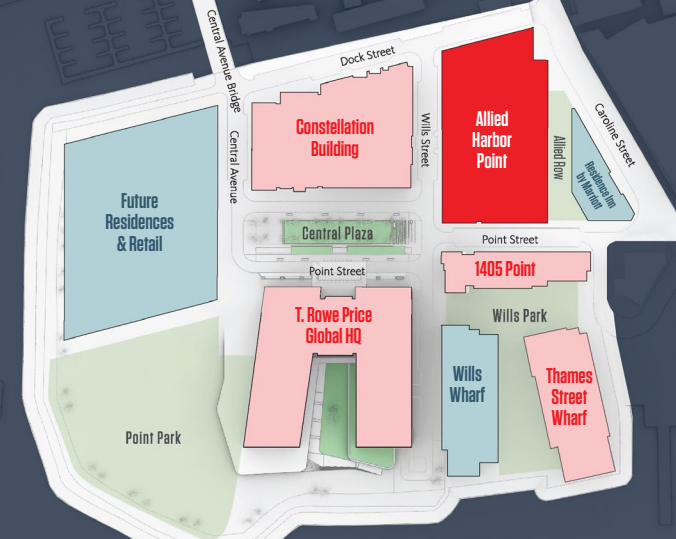 Central Avenue Bridge
Dock Street
Constellation
Building
Wills Street
Allied
Harbor
Point
Caroline Street
Allied Row
Residence Inn
by Marriott
Central Avenue
Future
Residences
& Retail
Central Plaza
Point Street
Point Street
1405 Point
T. Rowe Price
Global HQ
Wills Park
Wills
Wharf
Thames
Street
Wharf
Point Park